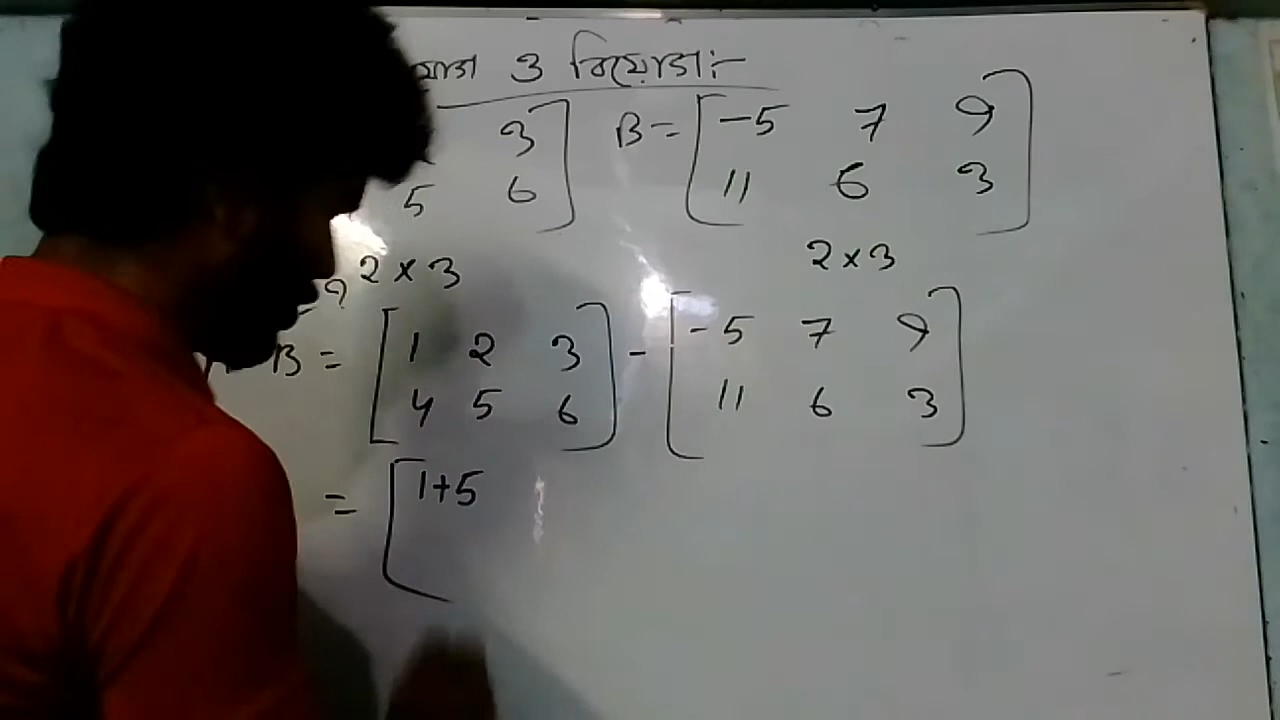 ও বিয়োগ:-
3] B = [-5 7 9
5 6] 11 6 3]
2×3 2×3
B = [1 2 3 - [-5 7 9
4 5 6] 11 6 3]
= [1+5